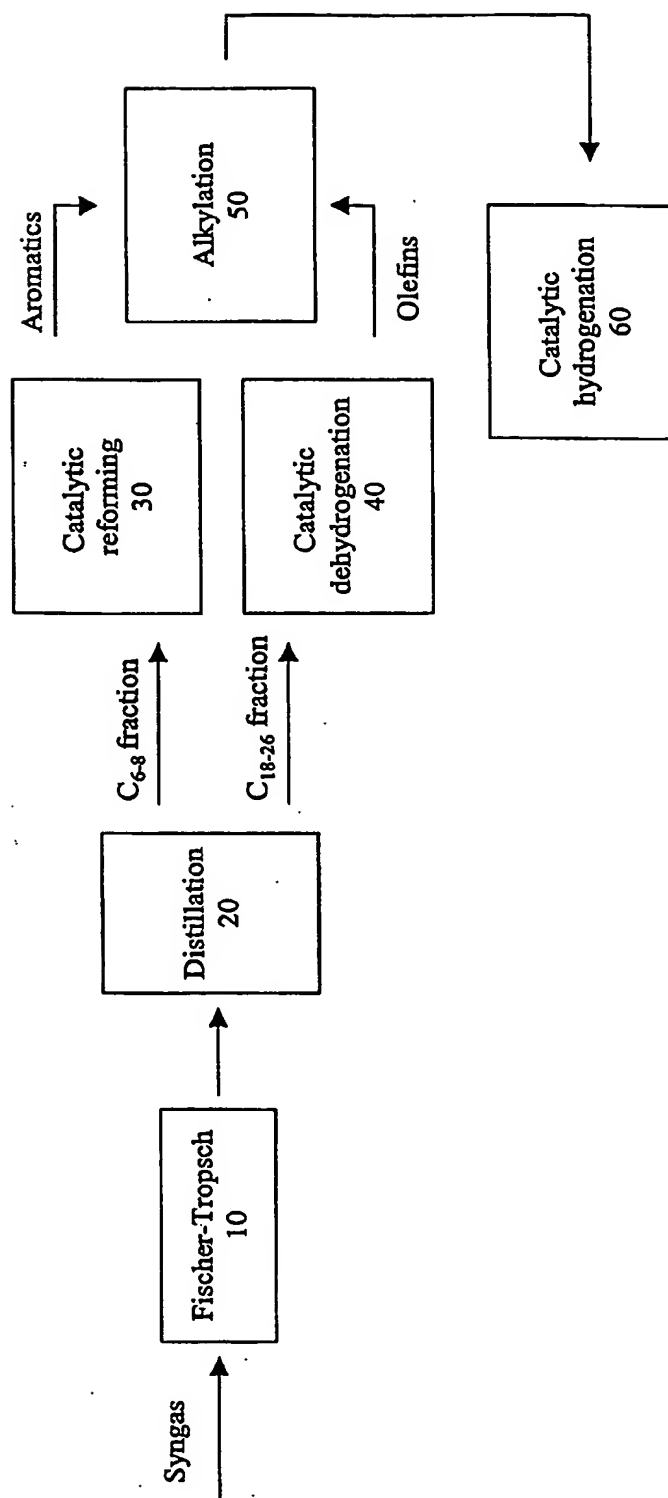 Syngas
Fischer-Tropsch
10
Distillation
20
C6-8 fraction
C18-26 fraction
Catalytic
reforming
30
Catalytic
dehydrogenation
40
Aromatics
Olefins
Alkylation
50
Catalytic
hydrogenation
60